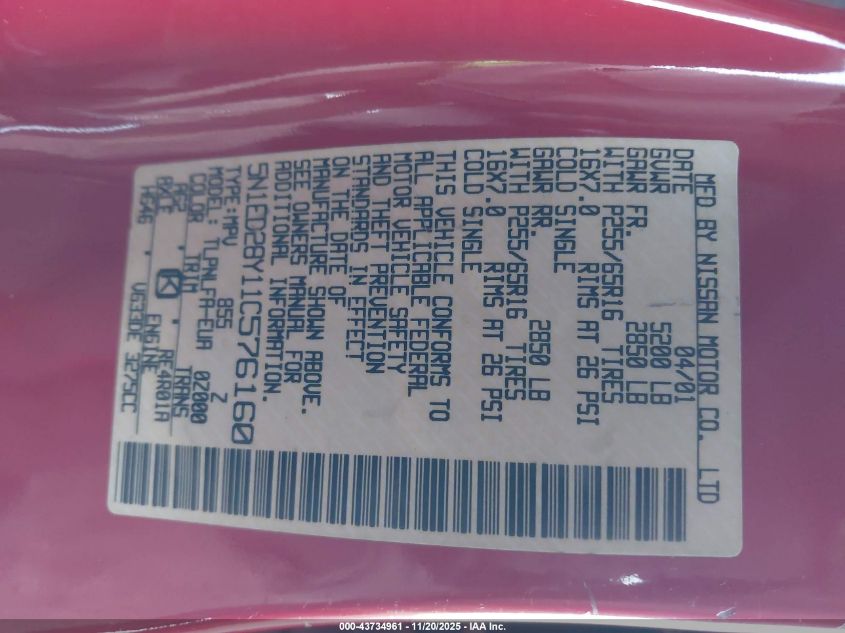 MFD BY NISSAN MOTOR CO., LTD
DATE 04/01
GVWR 5200 LB
GAWR FR. 2850 LB
WITH P255/65R16 TIRES
16X7.0 RIMS AT 26 PSI
COLD SINGLE
GAWR RR. 2850 LB
WITH P255/65R16 TIRES
16X7.0 RIMS AT 26 PSI
COLD SINGLE
THIS VEHICLE CONFORMS TO
ALL APPLICABLE FEDERAL
MOTOR VEHICLE SAFETY
AND THEFT PREVENTION
STANDARDS IN EFFECT
ON THE DATE OF
MANUFACTURE SHOWN ABOVE.
SEE OWNERS MANUAL FOR
ADDITIONAL INFORMATION.
5N1ED28Y11C576160
TYPE: MPV
MODEL: TLPNLFA-EUA
COLOR 855 Z 02000
TRIM K TRANS
AX2 RE4R01A
AXLE ENGINE
HEA6 VG33DE 3275CC
000-43734961 - 11/20/2025 - IAA Inc.